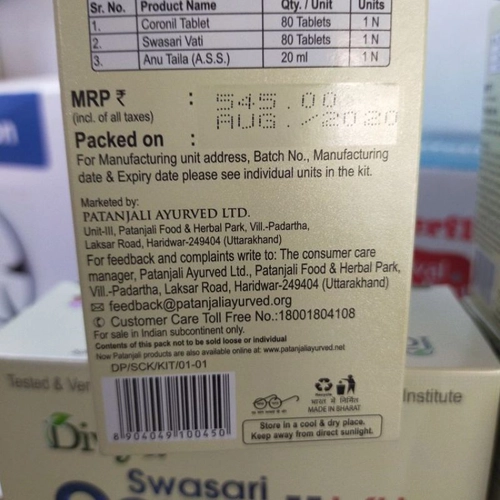 Sr. No. Product Name Qty. / Unit Units
1. Coronil Tablet 80 Tablets 1 N
2. Swasari Vati 80 Tablets 1 N
3. Anu Taila (A.S.S.) 20 ml 1 N
MRP ₹ : 545.00
(incl. of all taxes)
Packed on : AUG./2020
For Manufacturing unit address, Batch No., Manufacturing
date & Expiry date please see individual units in the kit.
Marketed by:
PATANJALI AYURVED LTD.
Unit-III, Patanjali Food & Herbal Park, Vill.-Padartha,
Laksar Road, Haridwar-249404 (Uttarakhand)
For feedback and complaints write to: The consumer care
manager, Patanjali Ayurved Ltd., Patanjali Food & Herbal Park,
Vill.-Padartha, Laksar Road, Haridwar-249404 (Uttarakhand)
feedback@patanjaliayurved.org
Customer Care Toll Free No.:18001804108
For sale in Indian subcontinent only.
Contents of this pack not to be sold loose or individual
Now Patanjali products are also available online at: www.patanjaliayurved.net
DP/SCK/KIT/01-01
8 904049 100450
भारत में निर्मित
MADE IN BHARAT
Store in a cool & dry place.
Keep away from direct sunlight.
Tested & Ver
Institute
Swasari